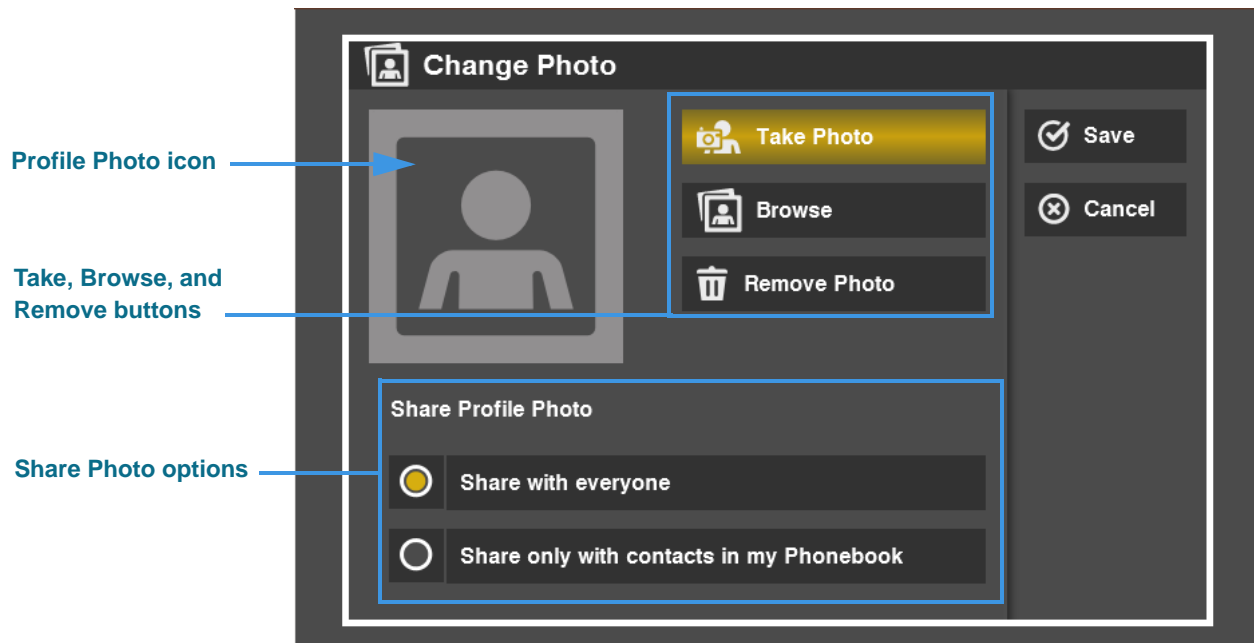 Change Photo
Profile Photo icon
Take Photo
Save
Browse
Cancel
Take, Browse, and
Remove buttons
Remove Photo
Share Profile Photo
Share Photo options
Share with everyone
Share only with contacts in my Phonebook